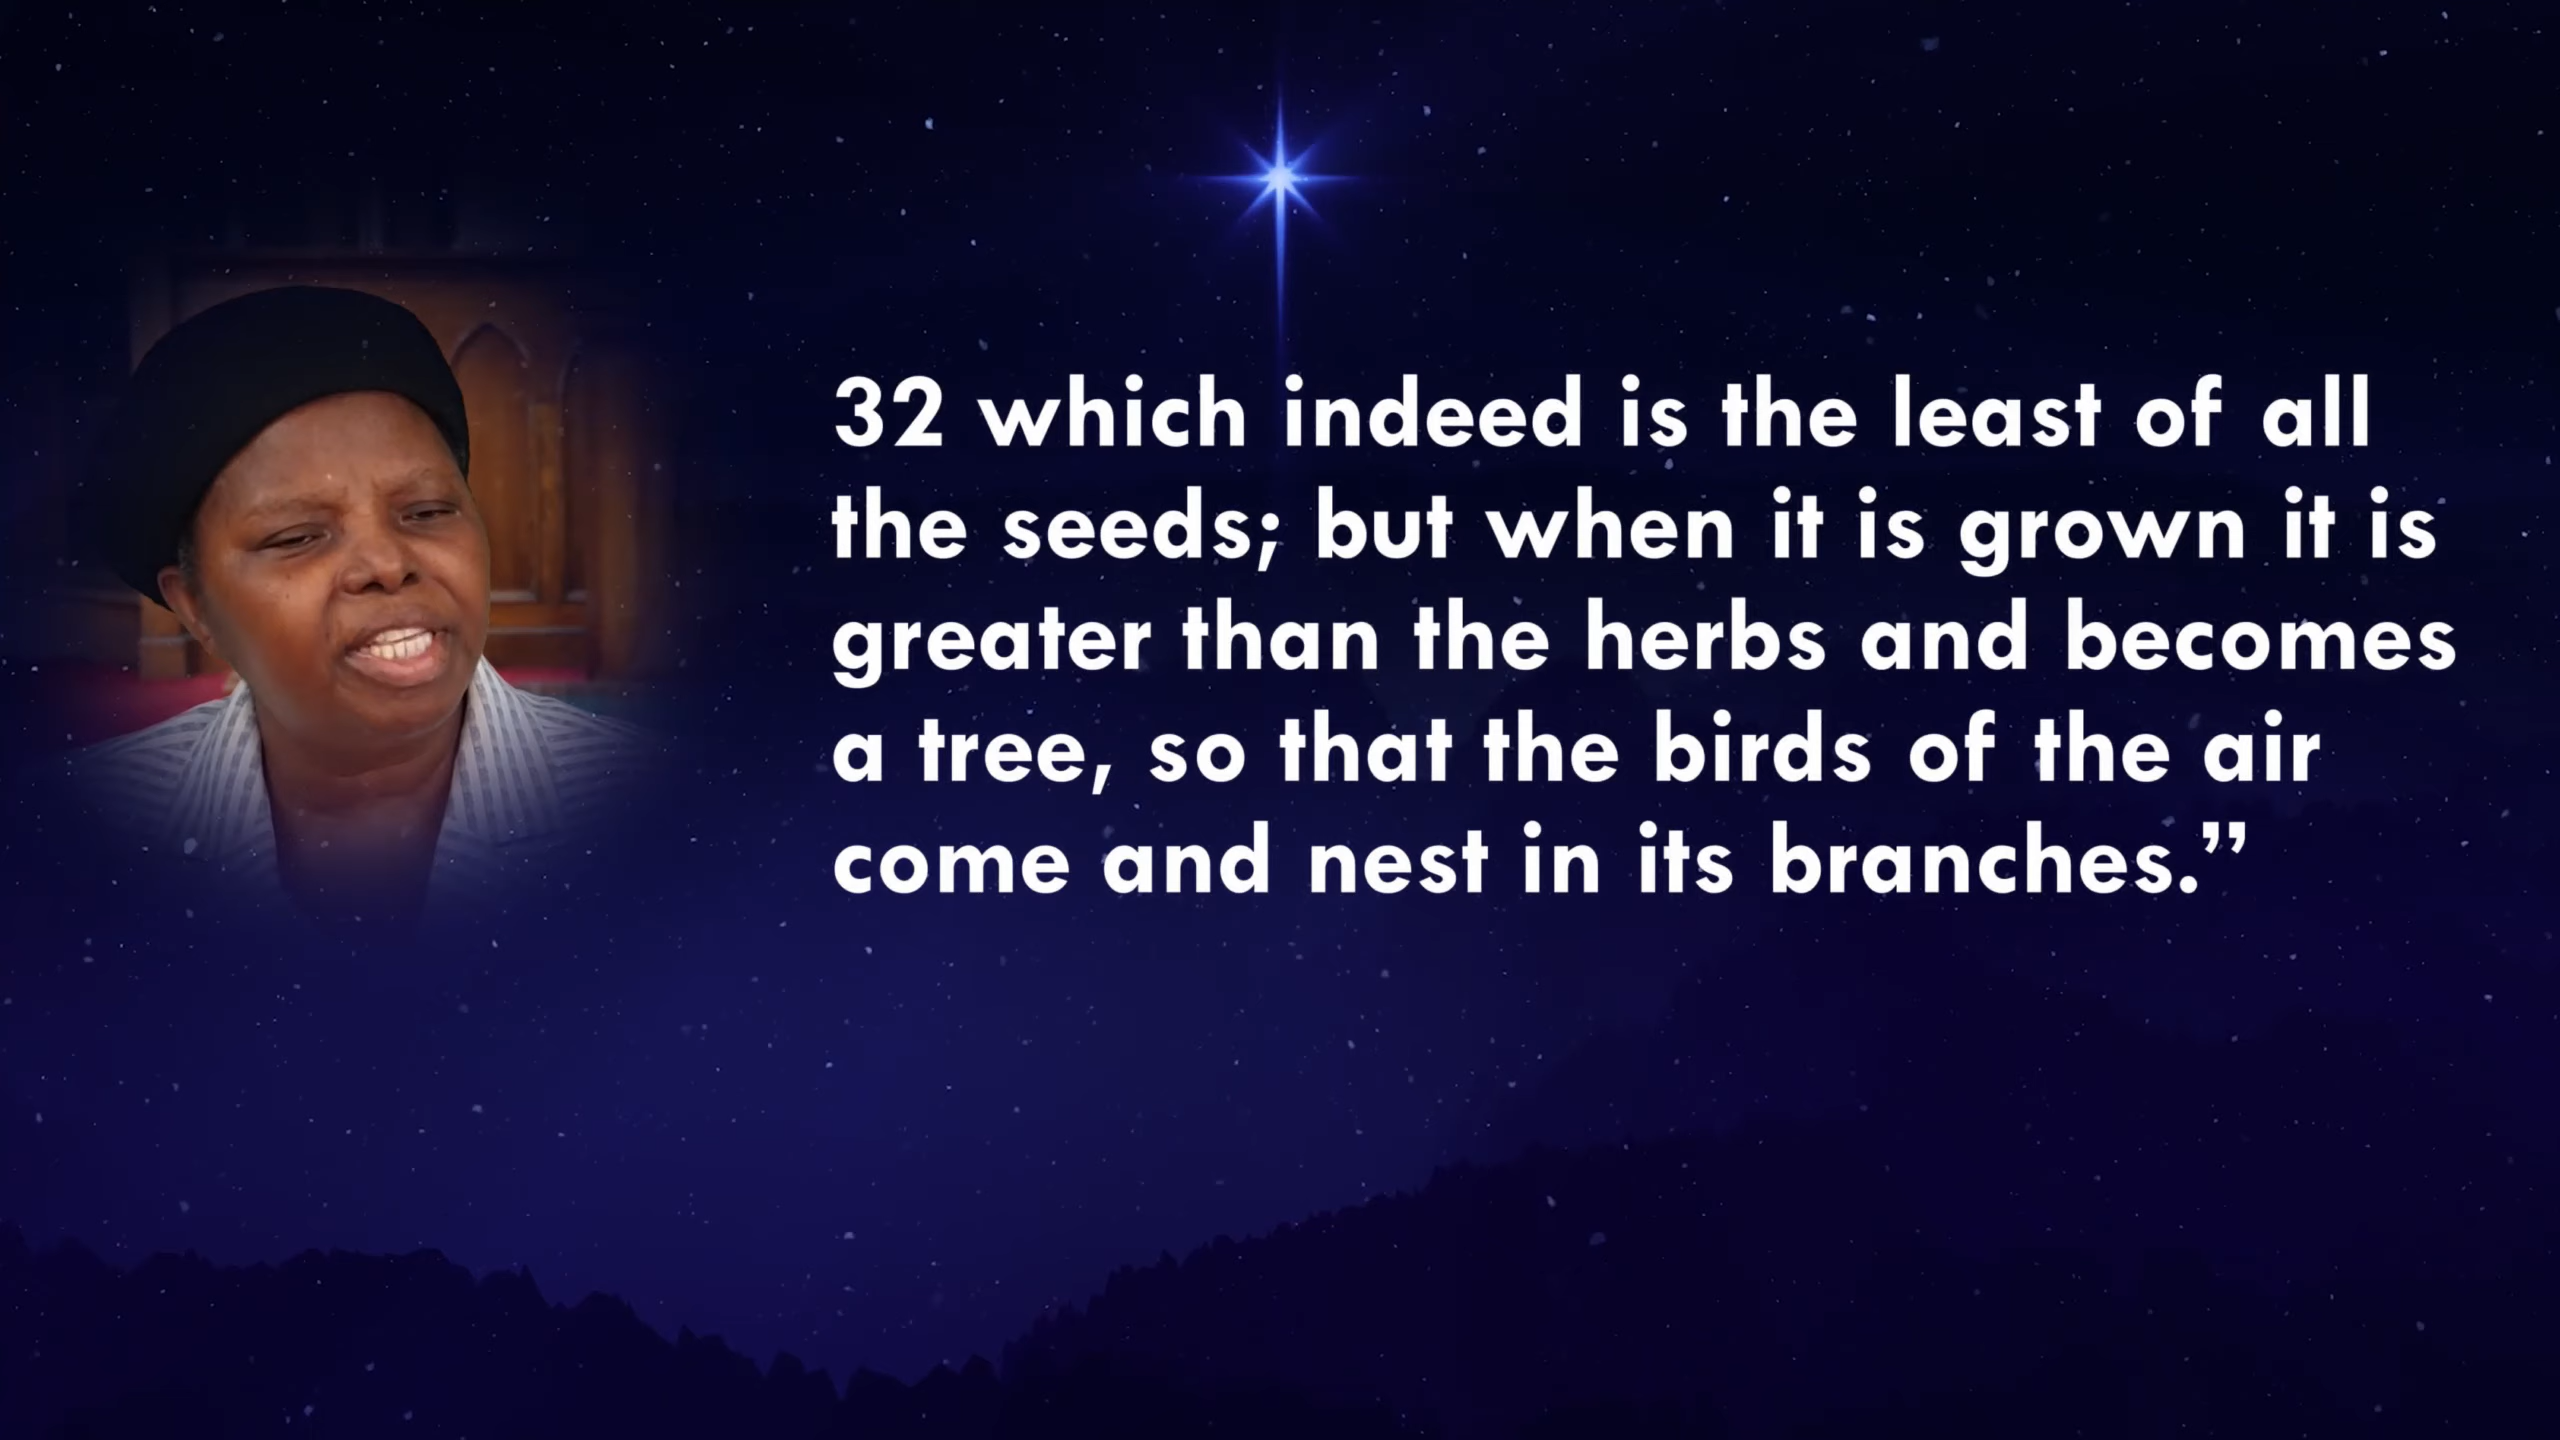 32 which indeed is the least of all
the seeds; but when it is grown it is
greater than the herbs and becomes
a tree, so that the birds of the air
come and nest in its branches.”